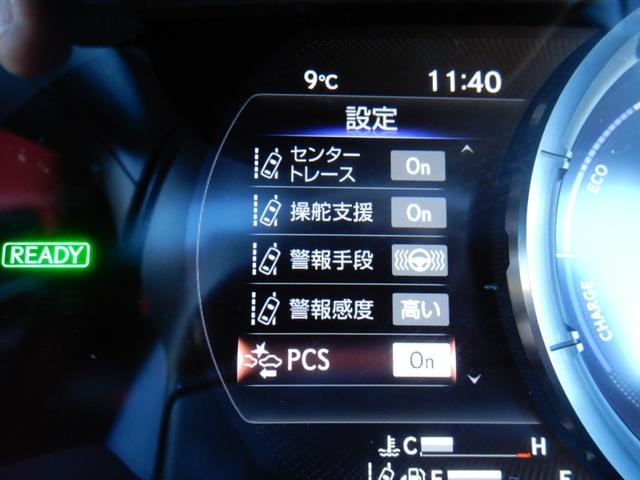 9℃ 11:40
設定
センター
トレース On
操舵支援 On
READY
警報手段
警報感度 高い
PCS On
ECO
CHARGE
C H
E F